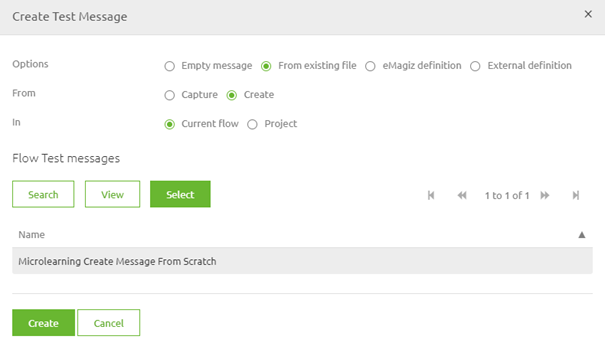 Create Test Message ×
Options Empty message From existing file eMagiz definition External definition
From Capture Create
In Current flow Project
Flow Test messages
Search View Select 1 to 1 of 1
Name ▲
Microlearning Create Message From Scratch
Create Cancel